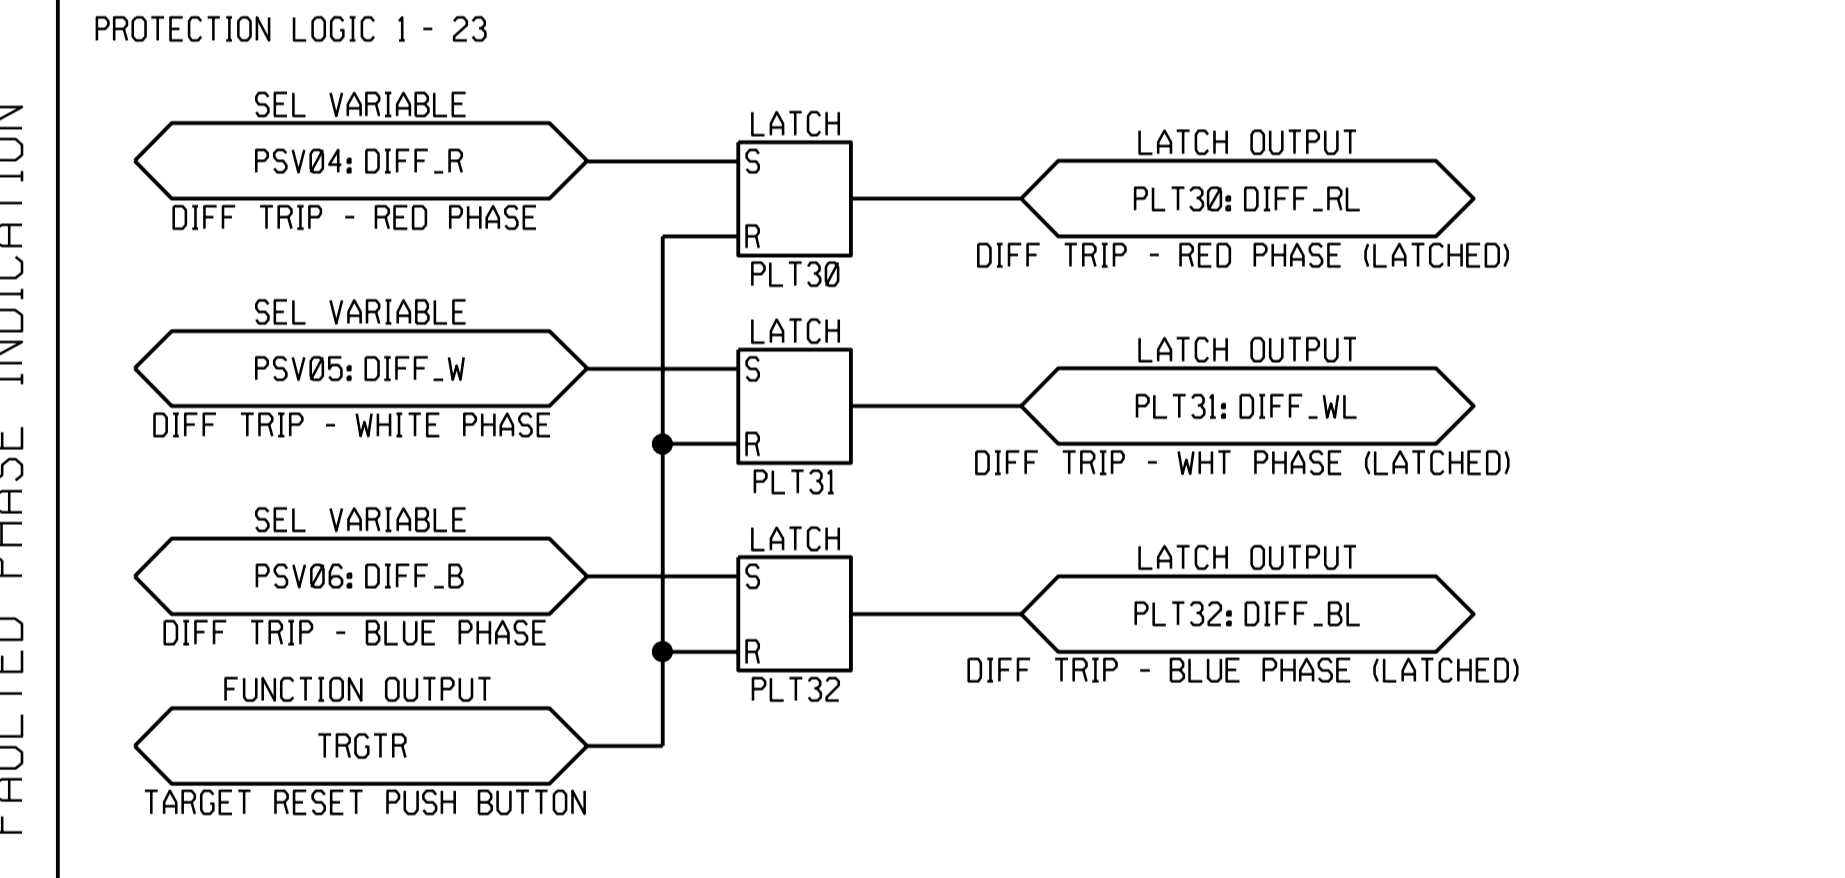 PROTECTION LOGIC 1 - 23
FAULTED PHASE INDICATION
SEL VARIABLE
PSV04: DIFF_R
DIFF TRIP - RED PHASE
LATCH
S
R
PLT30
LATCH OUTPUT
PLT30: DIFF_RL
DIFF TRIP - RED PHASE (LATCHED)
SEL VARIABLE
PSV05: DIFF_W
DIFF TRIP - WHITE PHASE
LATCH
S
R
PLT31
LATCH OUTPUT
PLT31: DIFF_WL
DIFF TRIP - WHT PHASE (LATCHED)
SEL VARIABLE
PSV06: DIFF_B
DIFF TRIP - BLUE PHASE
LATCH
S
R
PLT32
LATCH OUTPUT
PLT32: DIFF_BL
DIFF TRIP - BLUE PHASE (LATCHED)
FUNCTION OUTPUT
TRGTR
TARGET RESET PUSH BUTTON